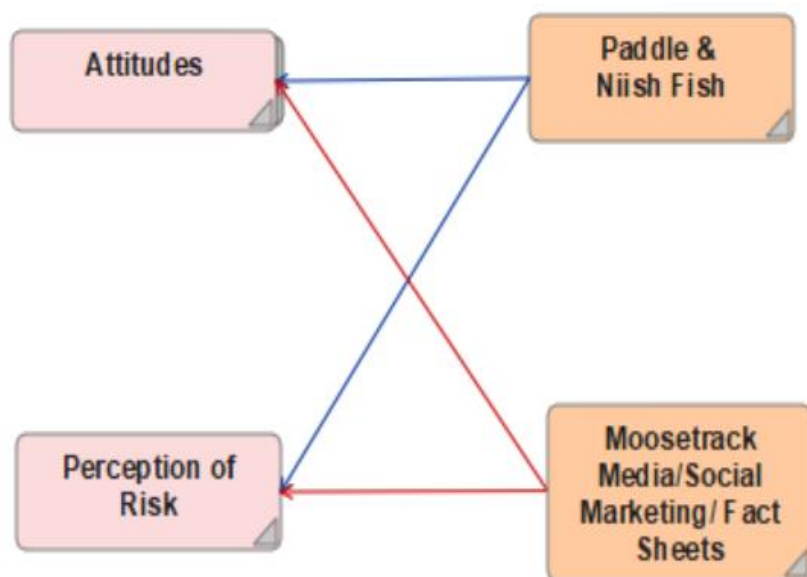 Attitudes
Paddle &
Niish Fish
Perception of
Risk
Moosetrack
Media/Social
Marketing/ Fact
Sheets